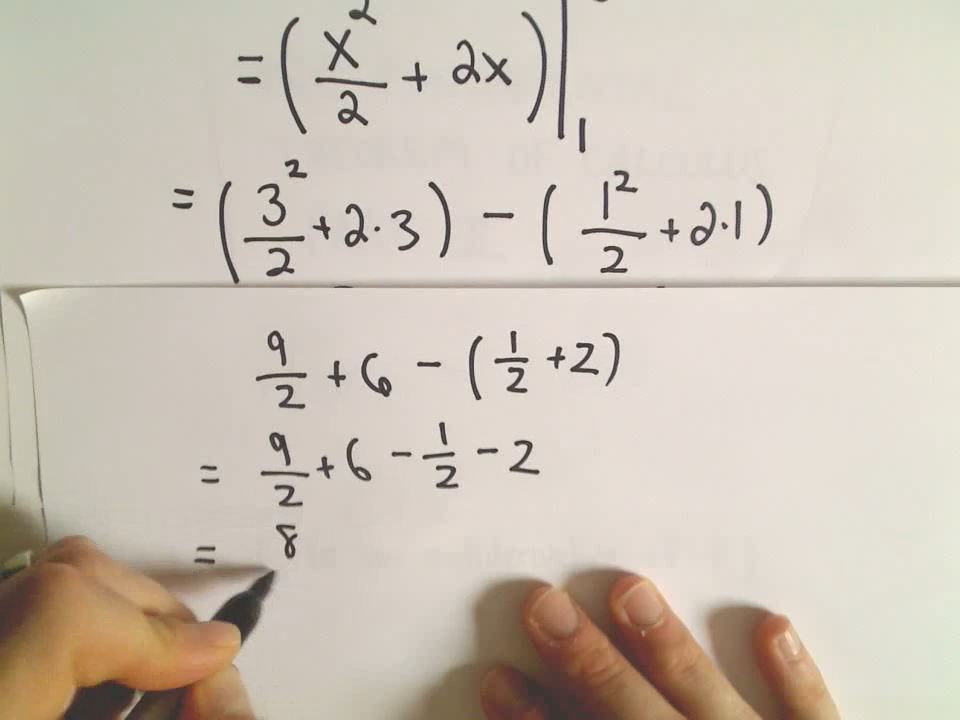 = (x²/2 + 2x)|₁
= (3²/2 + 2·3) − (1²/2 + 2·1)
9/2 + 6 − (1/2 + 2)
= 9/2 + 6 − 1/2 − 2
= 8